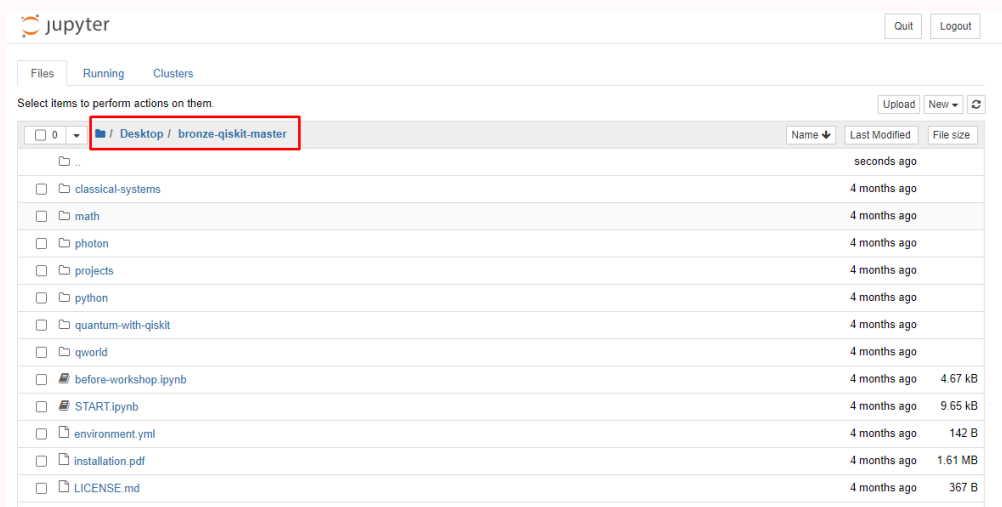 jupyter
Quit Logout
Files Running Clusters
Select items to perform actions on them.
Upload New
0 / Desktop / bronze-qiskit-master Name Last Modified File size
.. seconds ago
classical-systems 4 months ago
math 4 months ago
photon 4 months ago
projects 4 months ago
python 4 months ago
quantum-with-qiskit 4 months ago
qworld 4 months ago
before-workshop.ipynb 4 months ago 4.67 kB
START.ipynb 4 months ago 9.65 kB
environment.yml 4 months ago 142 B
installation.pdf 4 months ago 1.61 MB
LICENSE.md 4 months ago 367 B